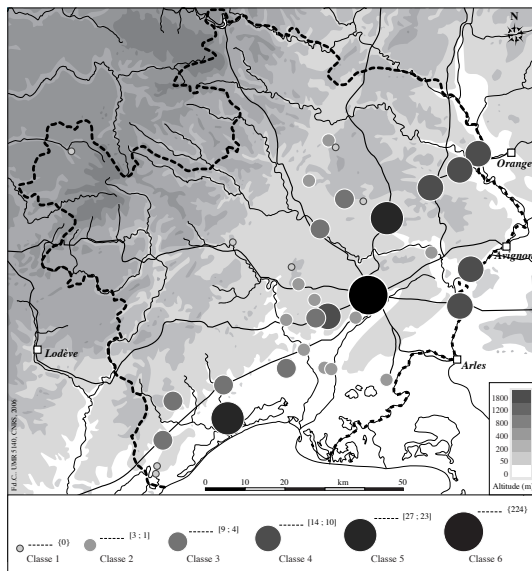 N
Orange
Avignon
Lodève
Arles
F.d.C., UMR 5140, CNRS, 2006
1800
1200
400
200
50
0
Altitude (m)
0 10 20 30 km 50
{0}
[3 ; 1]
[9 ; 4]
[14 ; 10]
[27 ; 23]
{224}
Classe 1
Classe 2
Classe 3
Classe 4
Classe 5
Classe 6